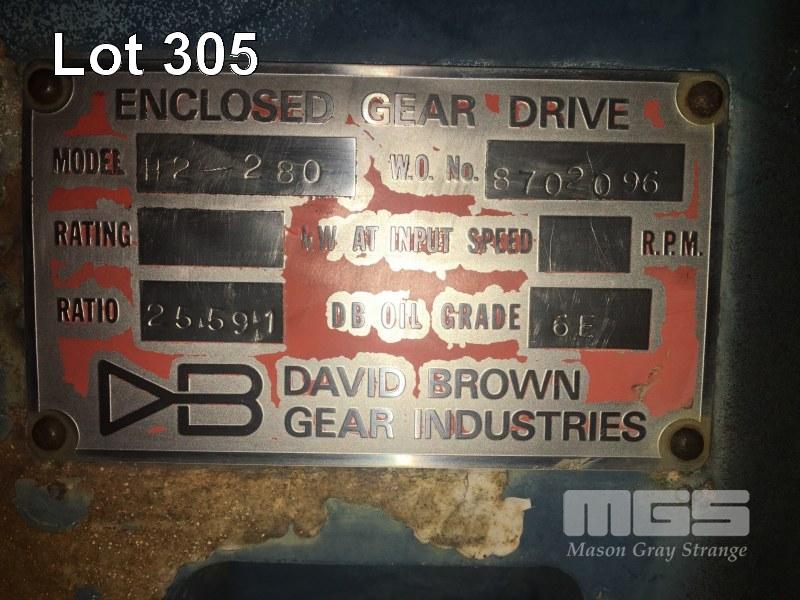 Lot 305
ENCLOSED GEAR DRIVE
MODEL H2-280 W.O. No. 8702096
RATING kW AT INPUT SPEED R.P.M.
RATIO 25.59.1 DB OIL GRADE 6E
DB DAVID BROWN
GEAR INDUSTRIES
MGS
Mason Gray Strange